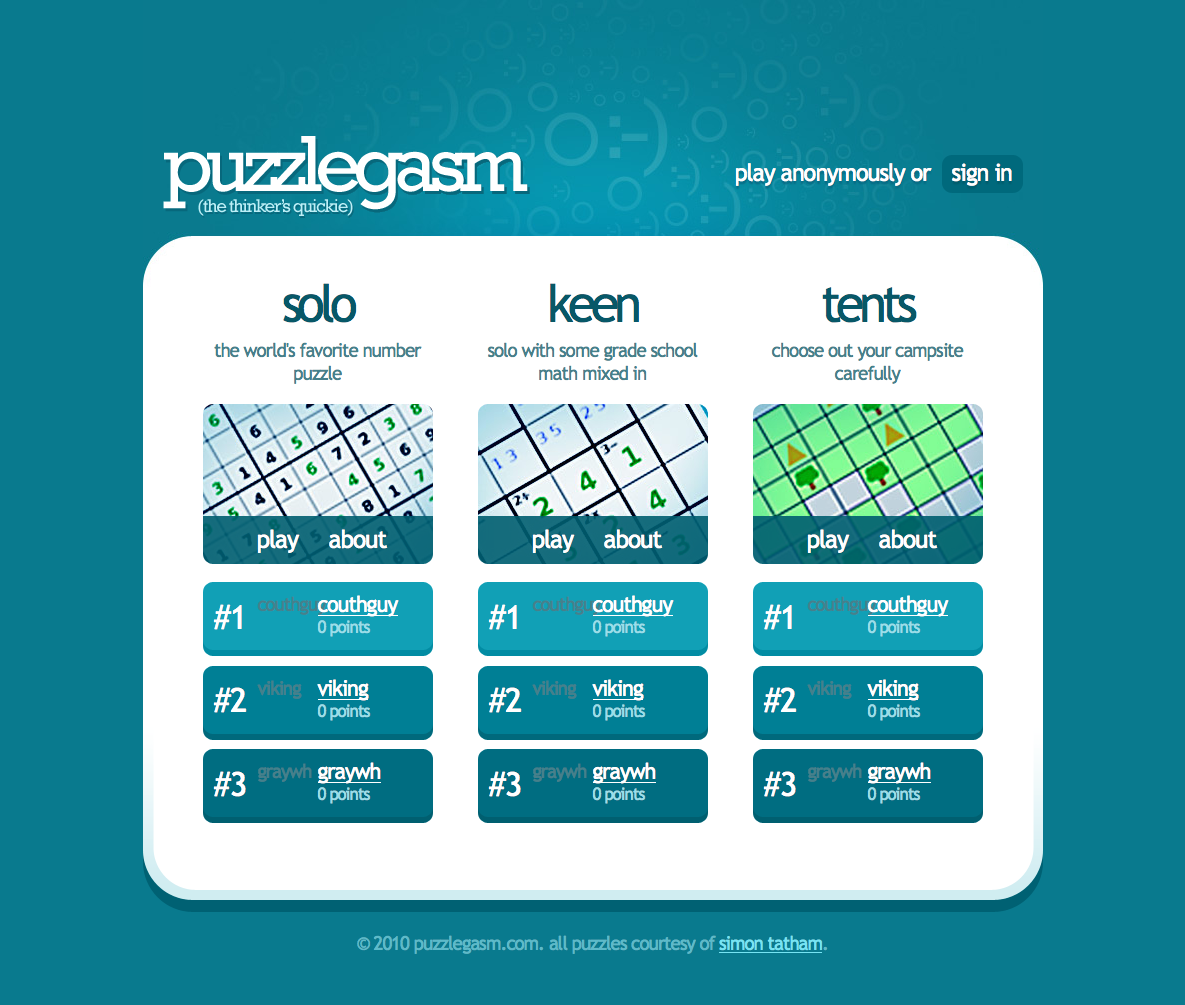 puzzlegasm
(the thinker's quickie)
play anonymously or sign in
solo
the world's favorite number
puzzle
play about
#1 couthgu couthguy
0 points
#2 viking viking
0 points
#3 graywh graywh
0 points
keen
solo with some grade school
math mixed in
play about
#1 couthgu couthguy
0 points
#2 viking viking
0 points
#3 graywh graywh
0 points
tents
choose out your campsite
carefully
play about
#1 couthgu couthguy
0 points
#2 viking viking
0 points
#3 graywh graywh
0 points
© 2010 puzzlegasm.com. all puzzles courtesy of simon tatham.